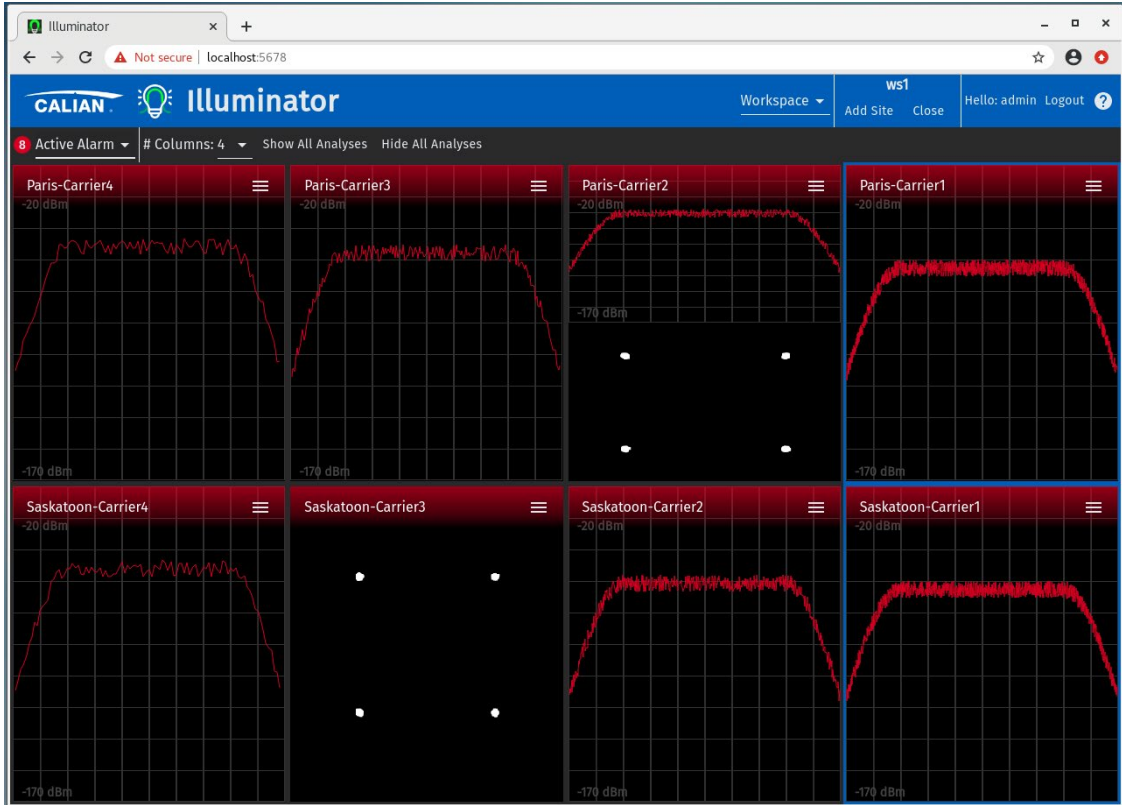 Illuminator
Not secure | localhost:5678
CALIAN. Illuminator
Workspace
ws1
Add Site Close
Hello: admin Logout ?
8 Active Alarm # Columns: 4 Show All Analyses Hide All Analyses
Paris-Carrier4 Paris-Carrier3 Paris-Carrier2 Paris-Carrier1
-20 dBm -20 dBm -20 dBm -20 dBm
-170 dBm
-170 dBm -170 dBm -170 dBm
Saskatoon-Carrier4 Saskatoon-Carrier3 Saskatoon-Carrier2 Saskatoon-Carrier1
-20 dBm -20 dBm -20 dBm
-170 dBm -170 dBm -170 dBm